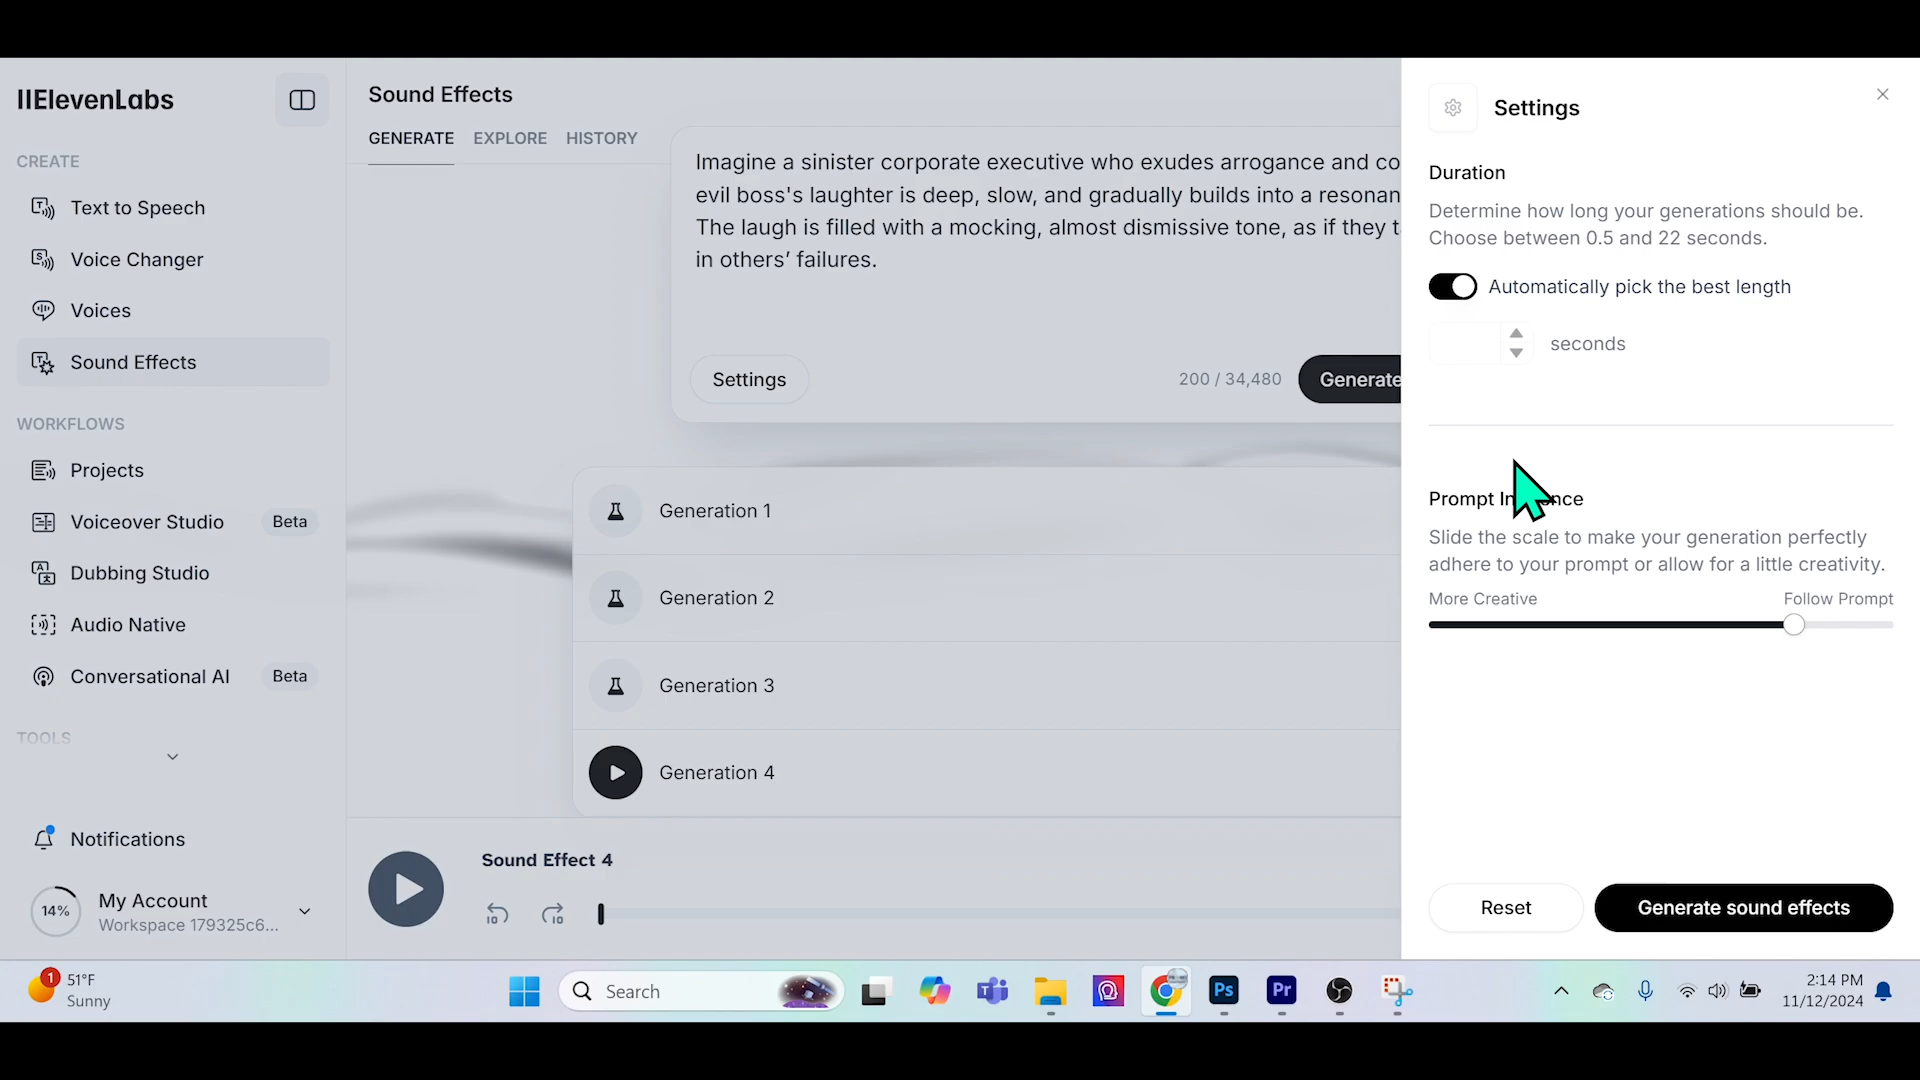 IIElevenLabs
CREATE
Text to Speech
Voice Changer
Voices
Sound Effects
WORKFLOWS
Projects
Voiceover Studio Beta
Dubbing Studio
Audio Native
Conversational AI Beta
TOOLS
Notifications
14%
My Account
Workspace 179325c6...
Sound Effects
GENERATE EXPLORE HISTORY
Imagine a sinister corporate executive who exudes arrogance and co
evil boss's laughter is deep, slow, and gradually builds into a resonan
The laugh is filled with a mocking, almost dismissive tone, as if they t
in others’ failures.
Settings
200 / 34,480
Generate
Generation 1
Generation 2
Generation 3
Generation 4
Sound Effect 4
10 10
Settings
Duration
Determine how long your generations should be.
Choose between 0.5 and 22 seconds.
Automatically pick the best length
seconds
Prompt
Slide the scale to make your generation perfectly
adhere to your prompt or allow for a little creativity.
More Creative Follow Prompt
Reset
Generate sound effects
1
51°F
Sunny
Search
Ps
Pr
2:14 PM
11/12/2024